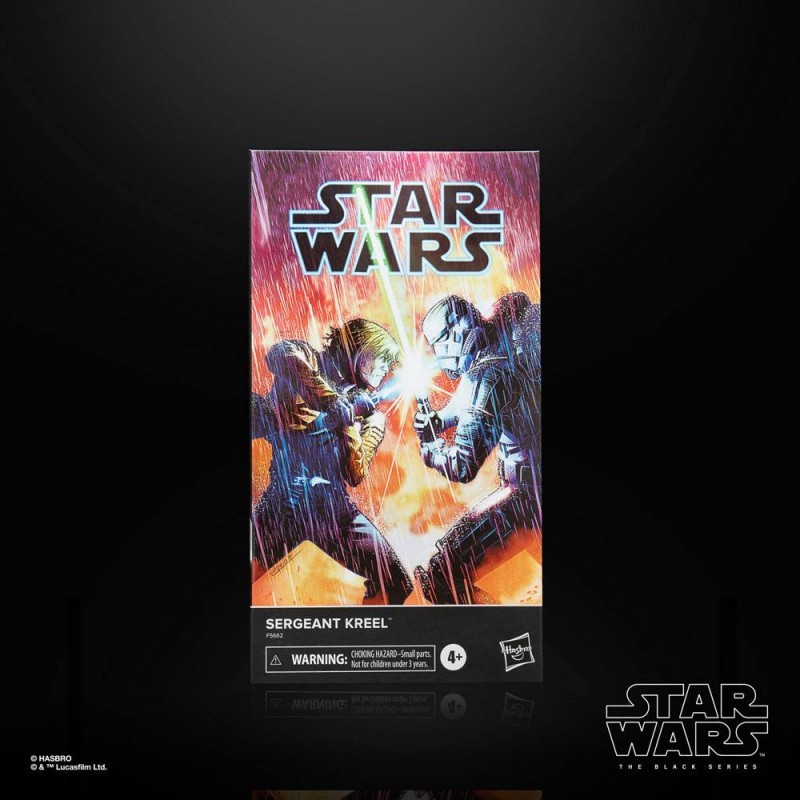 STAR
WARS
SERGEANT KREEL™
F5662
⚠ WARNING: CHOKING HAZARD–Small parts.
Not for children under 3 years.
4+
Hasbro
STAR
WARS™
THE BLACK SERIES
© HASBRO
© & ™ Lucasfilm Ltd.